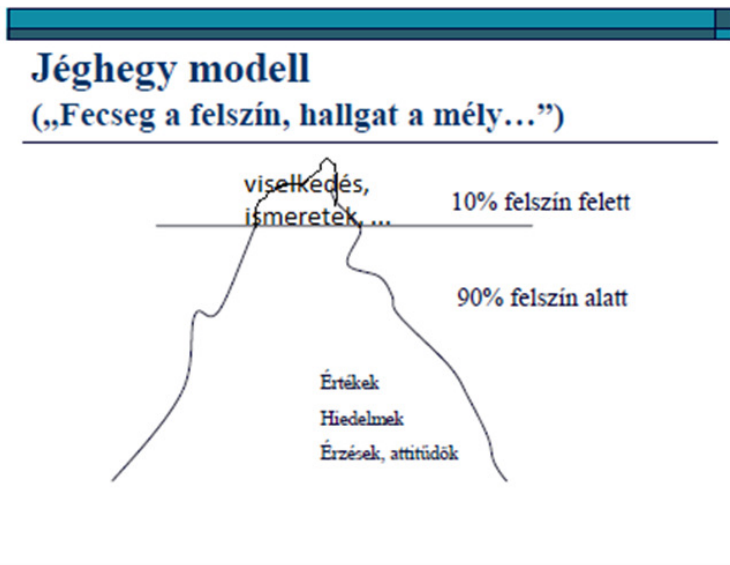 Jéghegy modell
(„Fecseg a felszín, hallgat a mély…”)
viselkedés,
ismeretek, ...
10% felszín felett
90% felszín alatt
Értékek
Hiedelmek
Érzések, attitűdök